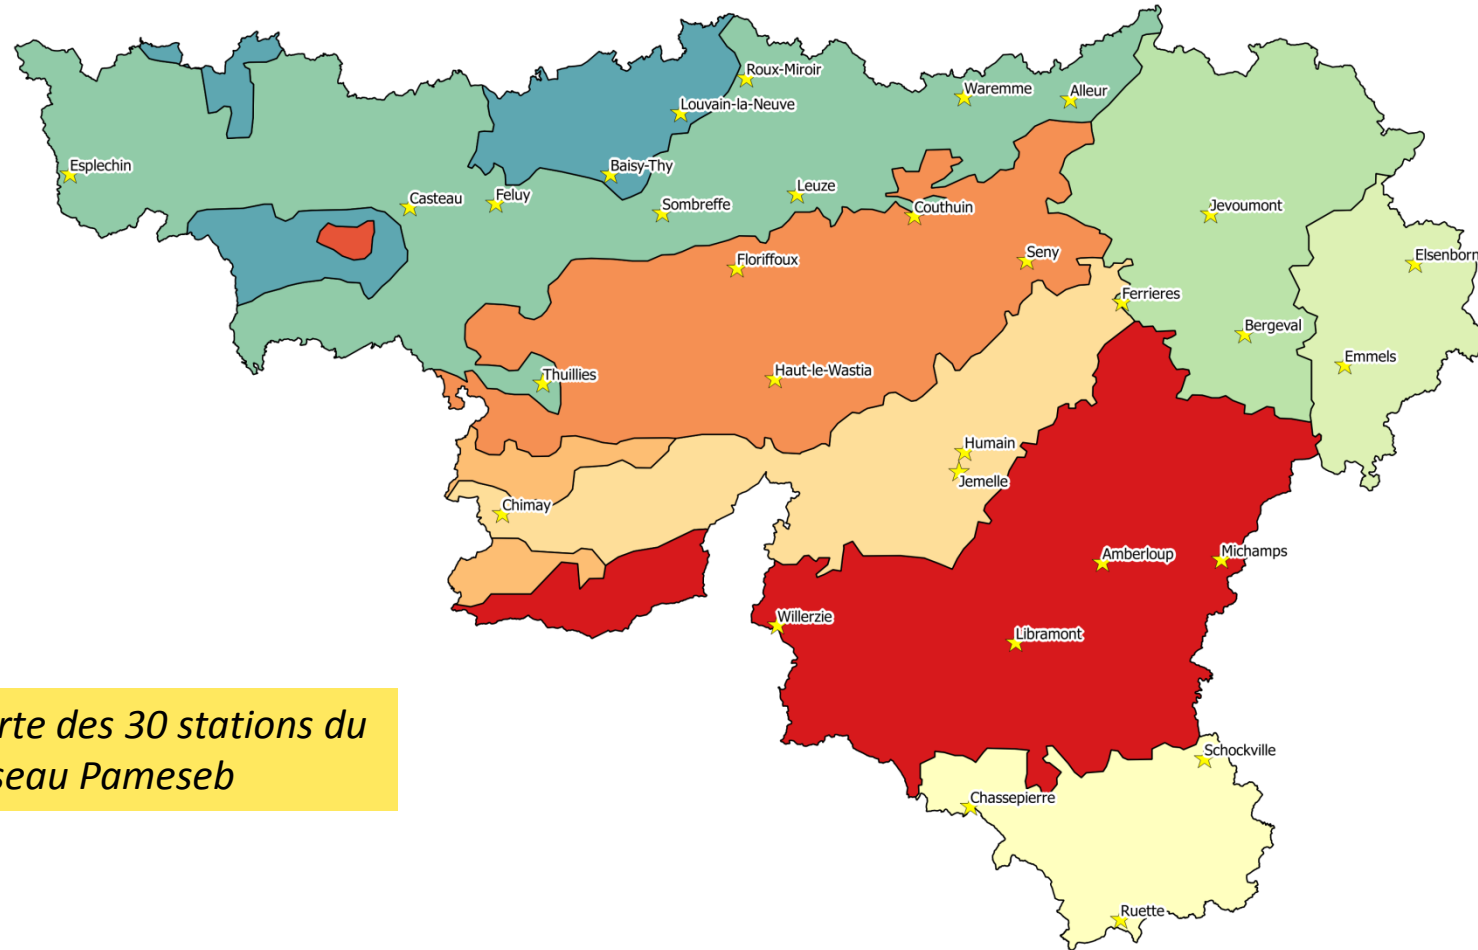 Roux-Miroir
Waremme
Alleur
Louvain-la-Neuve
Esplechin
Baisy-Thy
Leuze
Casteau
Feluy
Sombreffe
Couthuin
Jevoumont
Floriffoux
Seny
Elsenborn
Ferrieres
Bergeval
Emmels
Thuillies
Haut-le-Wastia
Humain
Jemelle
Chimay
Amberloup
Michamps
Willerzie
Libramont
rte des 30 stations du
seau Pameseb
Schockville
Chassepierre
Ruette